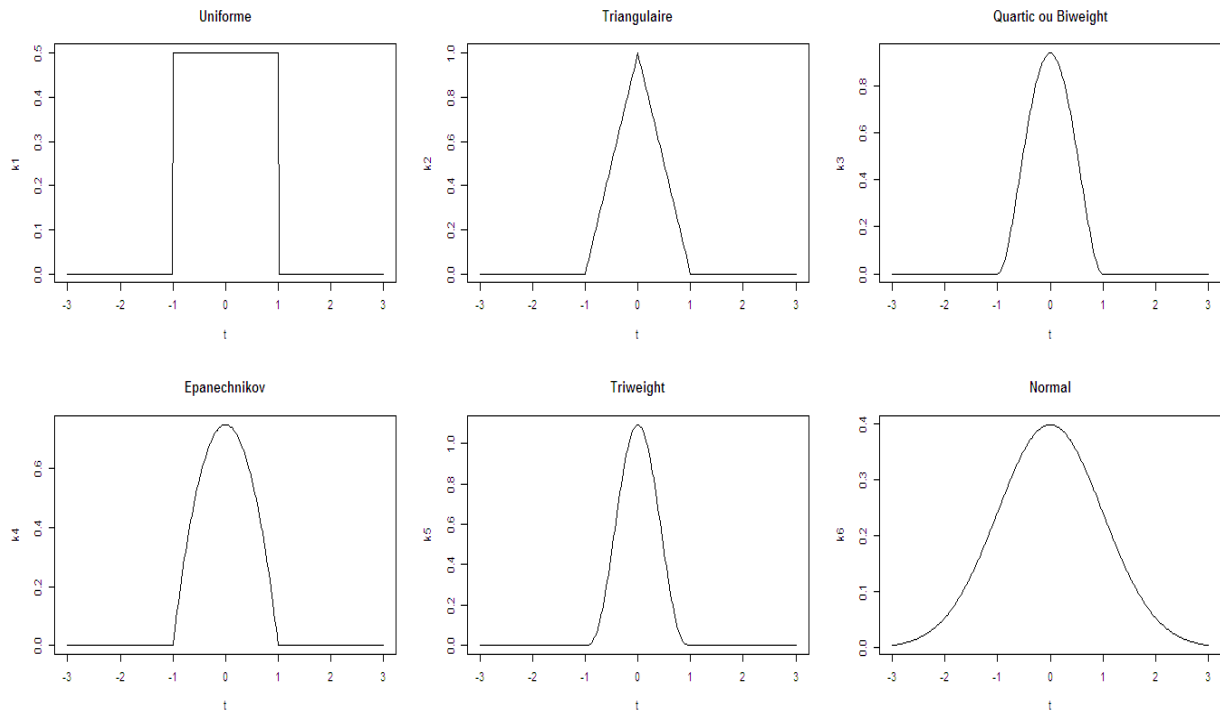 Uniforme
k1
0.5
0.4
0.3
0.2
0.1
0.0
-3 -2 -1 0 1 2 3
t
Triangulaire
k2
1.0
0.8
0.6
0.4
0.2
0.0
-3 -2 -1 0 1 2 3
t
Quartic ou Biweight
k3
0.8
0.6
0.4
0.2
0.0
-3 -2 -1 0 1 2 3
t
Epanechnikov
k4
0.6
0.4
0.2
0.0
-3 -2 -1 0 1 2 3
t
Triweight
k5
1.0
0.8
0.6
0.4
0.2
0.0
-3 -2 -1 0 1 2 3
t
Normal
k6
0.4
0.3
0.2
0.1
0.0
-3 -2 -1 0 1 2 3
t